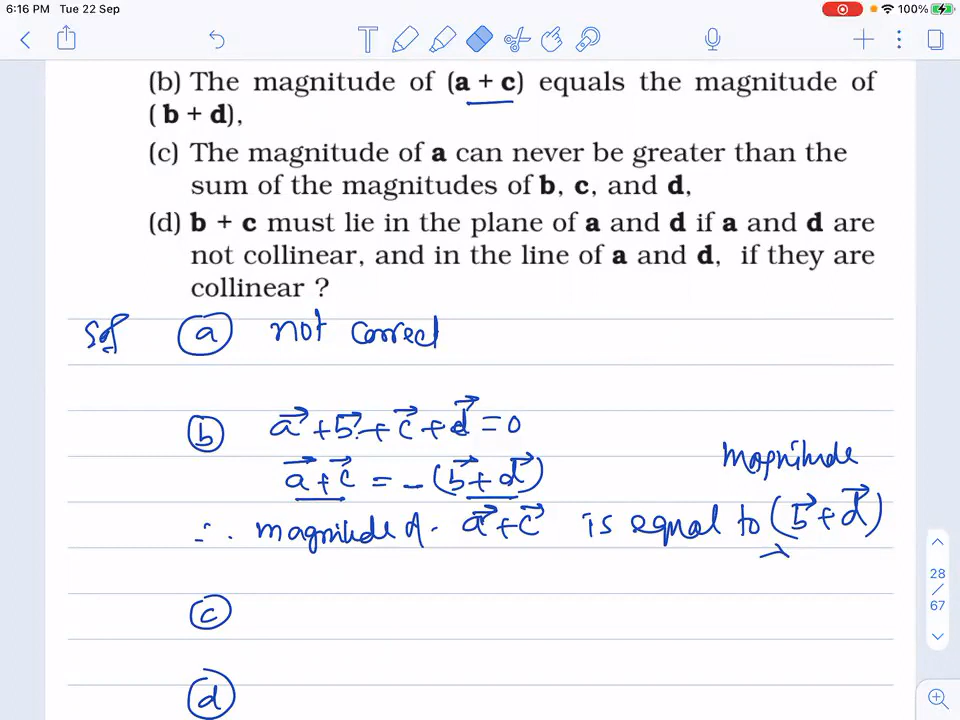 6:16 PM Tue 22 Sep 100%
(b) The magnitude of (a + c) equals the magnitude of
( b + d),
(c) The magnitude of a can never be greater than the
sum of the magnitudes of b, c, and d,
(d) b + c must lie in the plane of a and d if a and d are
not collinear, and in the line of a and d, if they are
collinear ?
Sol (a) not correct
(b) a⃗ + b⃗ + c⃗ + d⃗ = 0
a⃗ + c⃗ = - (b⃗ + d⃗)
magnitude
∴ magnitude of a⃗ + c⃗ is equal to (b⃗ + d⃗)
(c)
(d)
28
/
67